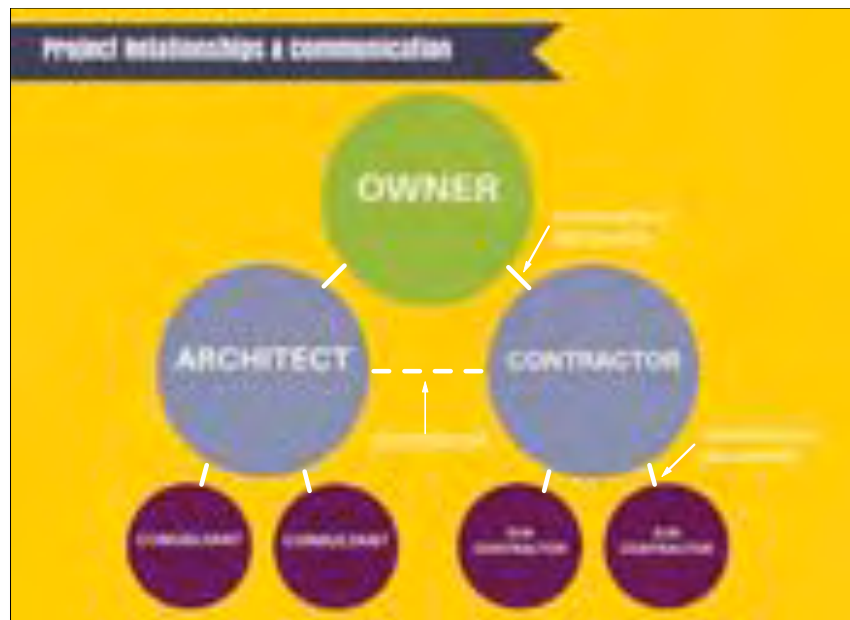 Project Relationships & communication
OWNER
ARCHITECT
CONTRACTOR
CONSULTANT
CONSULTANT
SUB
CONTRACTOR
SUB
CONTRACTOR